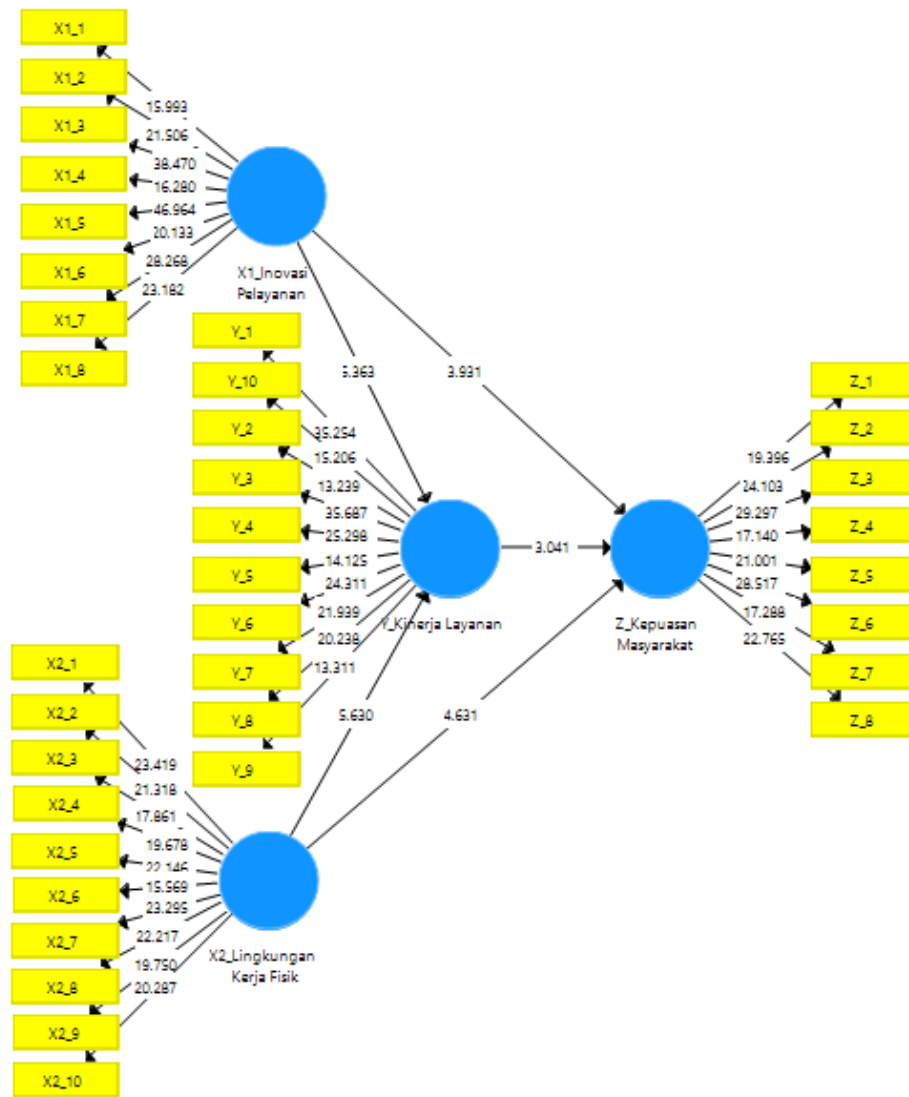 X1_1
X1_2
X1_3
X1_4
X1_5
X1_6
X1_7
X1_8
15.993
21.506
38.470
16.280
46.964
20.133
28.268
23.182
X1_Inovasi
Pelayanan
3.931
Y_1
Y_10
Y_2
Y_3
Y_4
Y_5
Y_6
Y_7
Y_8
Y_9
35.254
15.206
13.239
35.687
25.298
14.125
24.311
21.939
20.238
13.311
Y_Kinerja Layanan
3.041
Z_Kepuasan
Masyarakat
19.396
24.103
29.297
17.140
21.001
28.517
17.288
22.765
Z_1
Z_2
Z_3
Z_4
Z_5
Z_6
Z_7
Z_8
5.630
4.631
X2_1
X2_2
X2_3
X2_4
X2_5
X2_6
X2_7
X2_8
X2_9
X2_10
23.419
21.318
17.861
19.678
22.146
15.569
23.295
22.217
19.750
20.287
X2_Lingkungan
Kerja Fisik